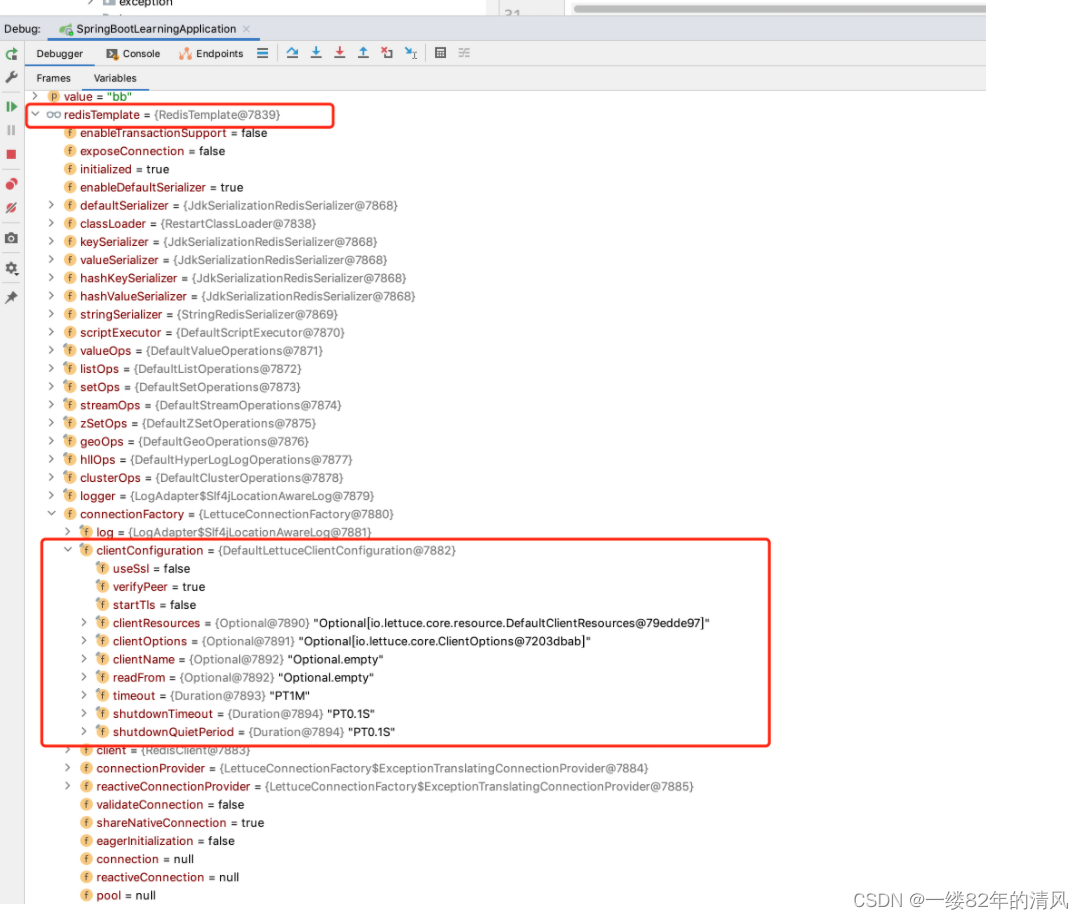 exception
31
Debug: SpringBootLearningApplication ×
Debugger Console Endpoints
Frames Variables
value = "bb"
redisTemplate = {RedisTemplate@7839}
enableTransactionSupport = false
exposeConnection = false
initialized = true
enableDefaultSerializer = true
defaultSerializer = {JdkSerializationRedisSerializer@7868}
classLoader = {RestartClassLoader@7838}
keySerializer = {JdkSerializationRedisSerializer@7868}
valueSerializer = {JdkSerializationRedisSerializer@7868}
hashKeySerializer = {JdkSerializationRedisSerializer@7868}
hashValueSerializer = {JdkSerializationRedisSerializer@7868}
stringSerializer = {StringRedisSerializer@7869}
scriptExecutor = {DefaultScriptExecutor@7870}
valueOps = {DefaultValueOperations@7871}
listOps = {DefaultListOperations@7872}
setOps = {DefaultSetOperations@7873}
streamOps = {DefaultStreamOperations@7874}
zSetOps = {DefaultZSetOperations@7875}
geoOps = {DefaultGeoOperations@7876}
hllOps = {DefaultHyperLogLogOperations@7877}
clusterOps = {DefaultClusterOperations@7878}
logger = {LogAdapter$Slf4jLocationAwareLog@7879}
connectionFactory = {LettuceConnectionFactory@7880}
log = {LogAdapter$Slf4jLocationAwareLog@7881}
clientConfiguration = {DefaultLettuceClientConfiguration@7882}
useSsl = false
verifyPeer = true
startTls = false
clientResources = {Optional@7890} "Optional[io.lettuce.core.resource.DefaultClientResources@79edde97]"
clientOptions = {Optional@7891} "Optional[io.lettuce.core.ClientOptions@7203dbab]"
clientName = {Optional@7892} "Optional.empty"
readFrom = {Optional@7892} "Optional.empty"
timeout = {Duration@7893} "PT1M"
shutdownTimeout = {Duration@7894} "PT0.1S"
shutdownQuietPeriod = {Duration@7894} "PT0.1S"
client = {RedisClient@7883}
connectionProvider = {LettuceConnectionFactory$ExceptionTranslatingConnectionProvider@7884}
reactiveConnectionProvider = {LettuceConnectionFactory$ExceptionTranslatingConnectionProvider@7885}
validateConnection = false
shareNativeConnection = true
eagerInitialization = false
connection = null
reactiveConnection = null
pool = null
CSDN @一缕82年的清风